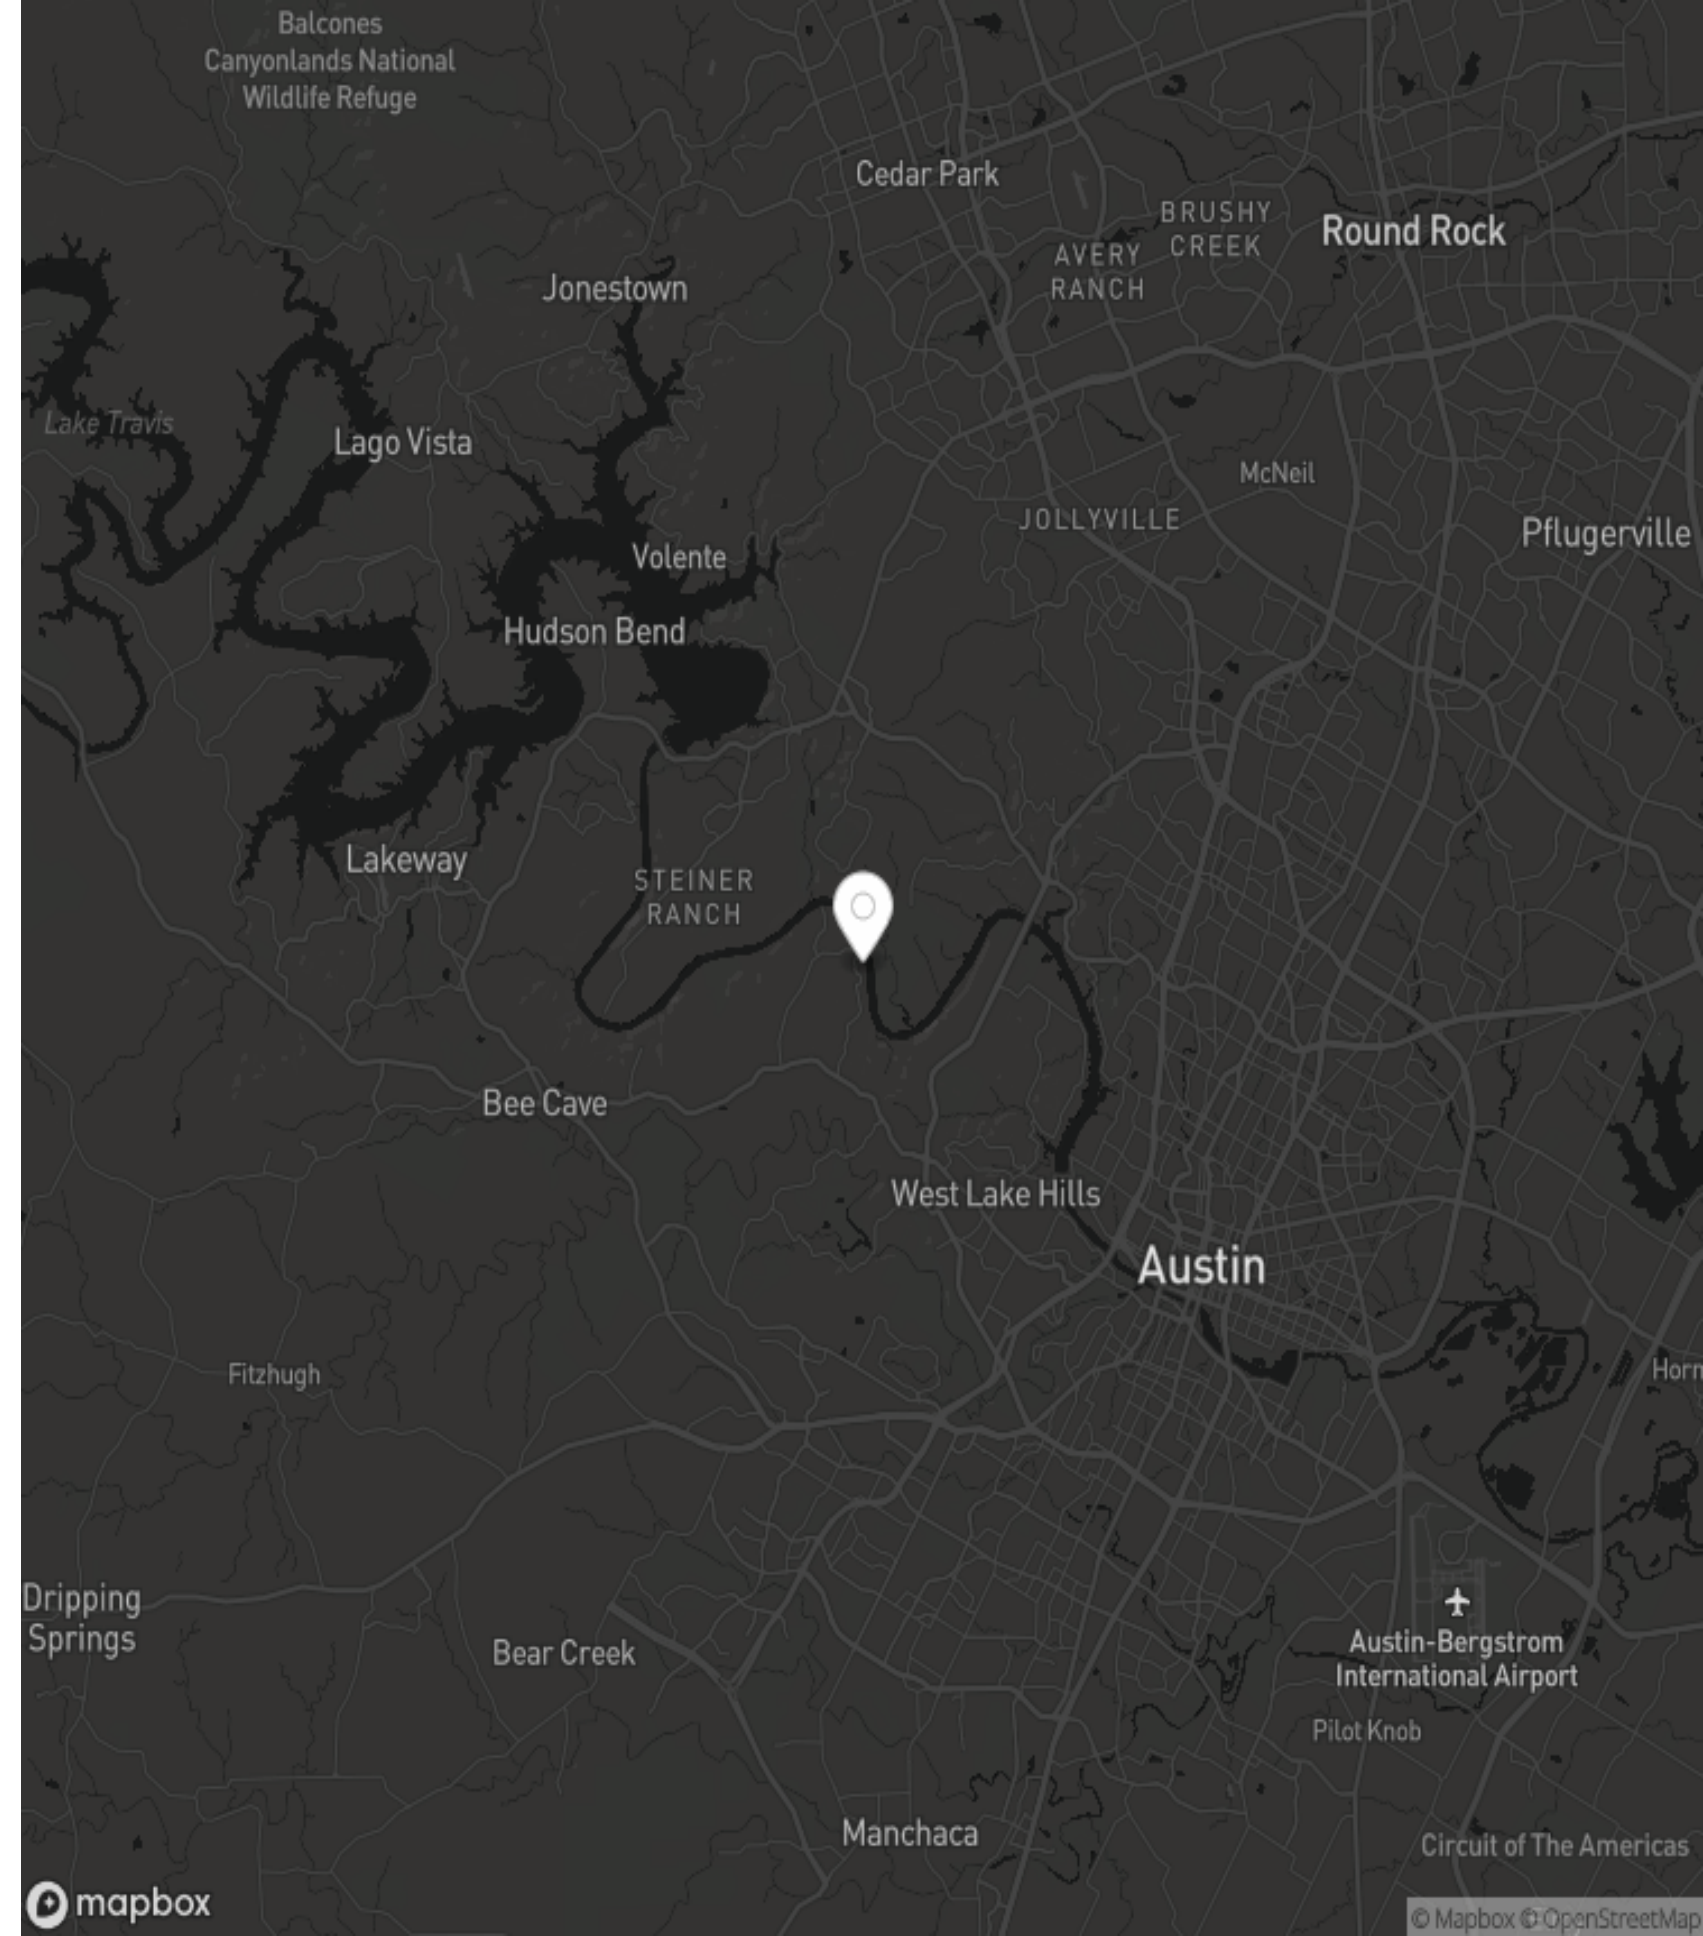 Balcones
Canyonlands National
Wildlife Refuge
Cedar Park
BRUSHY
CREEK
Round Rock
AVERY
RANCH
Jonestown
Lake Travis
Lago Vista
McNeil
JOLLYVILLE
Pflugerville
Volente
Hudson Bend
Lakeway
STEINER
RANCH
Bee Cave
West Lake Hills
Austin
Fitzhugh
Horn
Dripping
Springs
Bear Creek
Austin-Bergstrom
International Airport
Pilot Knob
Manchaca
Circuit of The Americas
mapbox
© Mapbox © OpenStreetMap